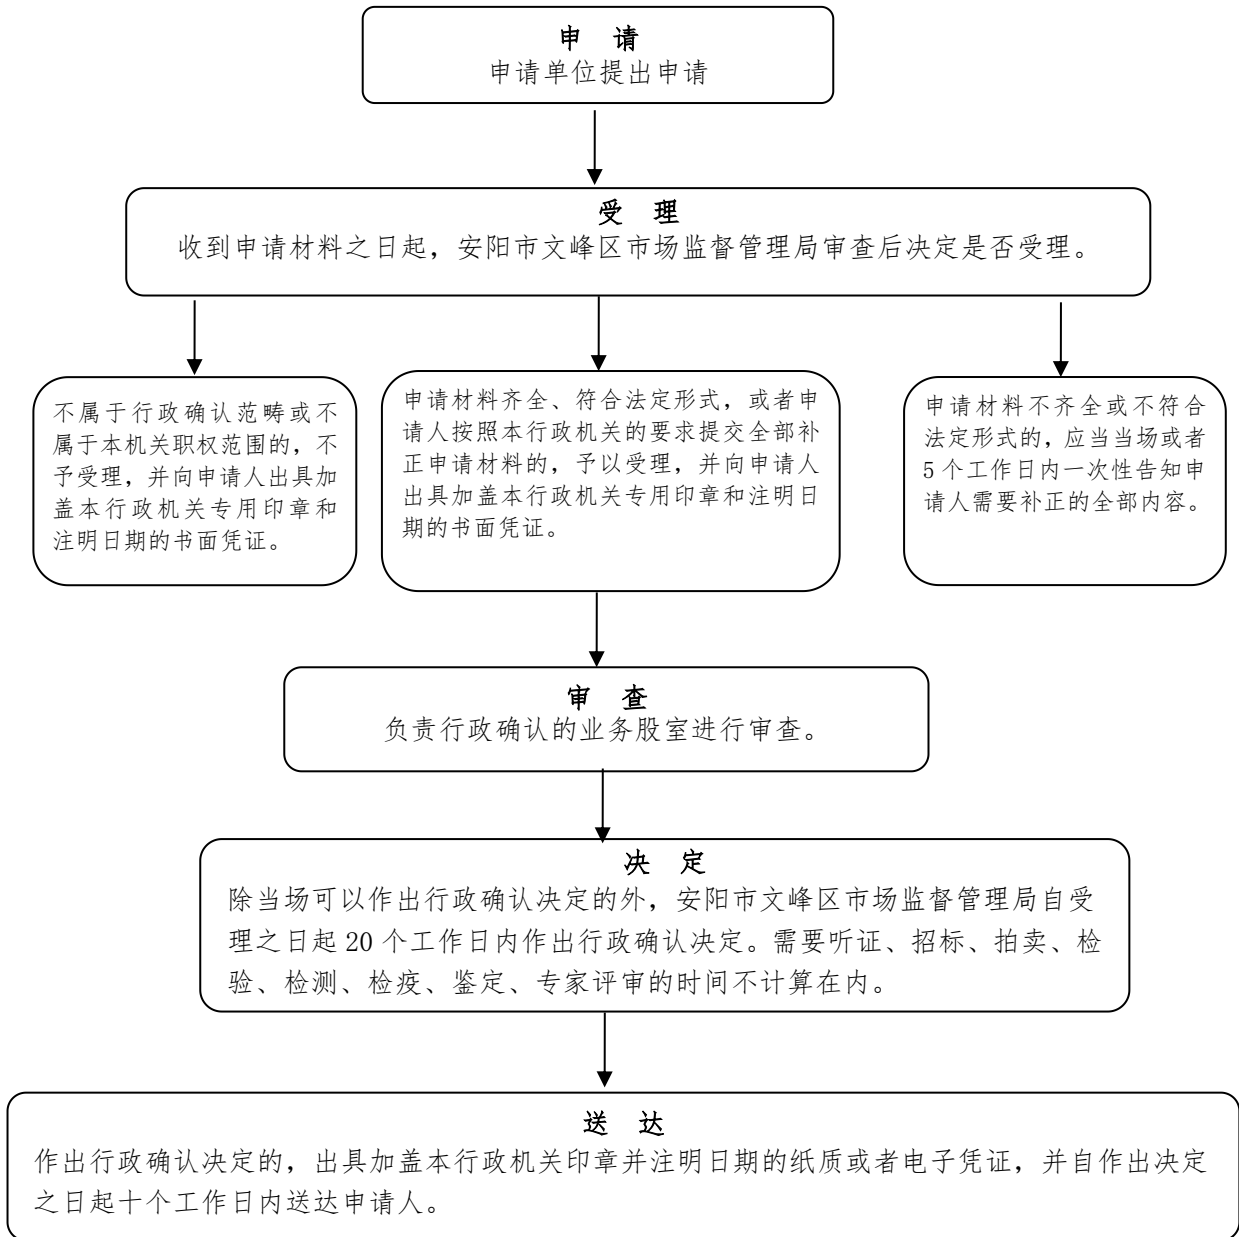 申 请
申请单位提出申请
受 理
收到申请材料之日起，安阳市文峰区市场监督管理局审查后决定是否受理。
不属于行政确认范畴或不
属于本机关职权范围的，不
予受理，并向申请人出具加
盖本行政机关专用印章和
注明日期的书面凭证。
申请材料齐全、符合法定形式，或者申
请人按照本行政机关的要求提交全部补
正申请材料的，予以受理，并向申请人
出具加盖本行政机关专用印章和注明日
期的书面凭证。
申请材料不齐全或不符合
法定形式的，应当当场或者
5 个工作日内一次性告知申
请人需要补正的全部内容。
审 查
负责行政确认的业务股室进行审查。
决 定
除当场可以作出行政确认决定的外，安阳市文峰区市场监督管理局自受
理之日起 20 个工作日内作出行政确认决定。需要听证、招标、拍卖、检
验、检测、检疫、鉴定、专家评审的时间不计算在内。
送 达
作出行政确认决定的，出具加盖本行政机关印章并注明日期的纸质或者电子凭证，并自作出决定
之日起十个工作日内送达申请人。